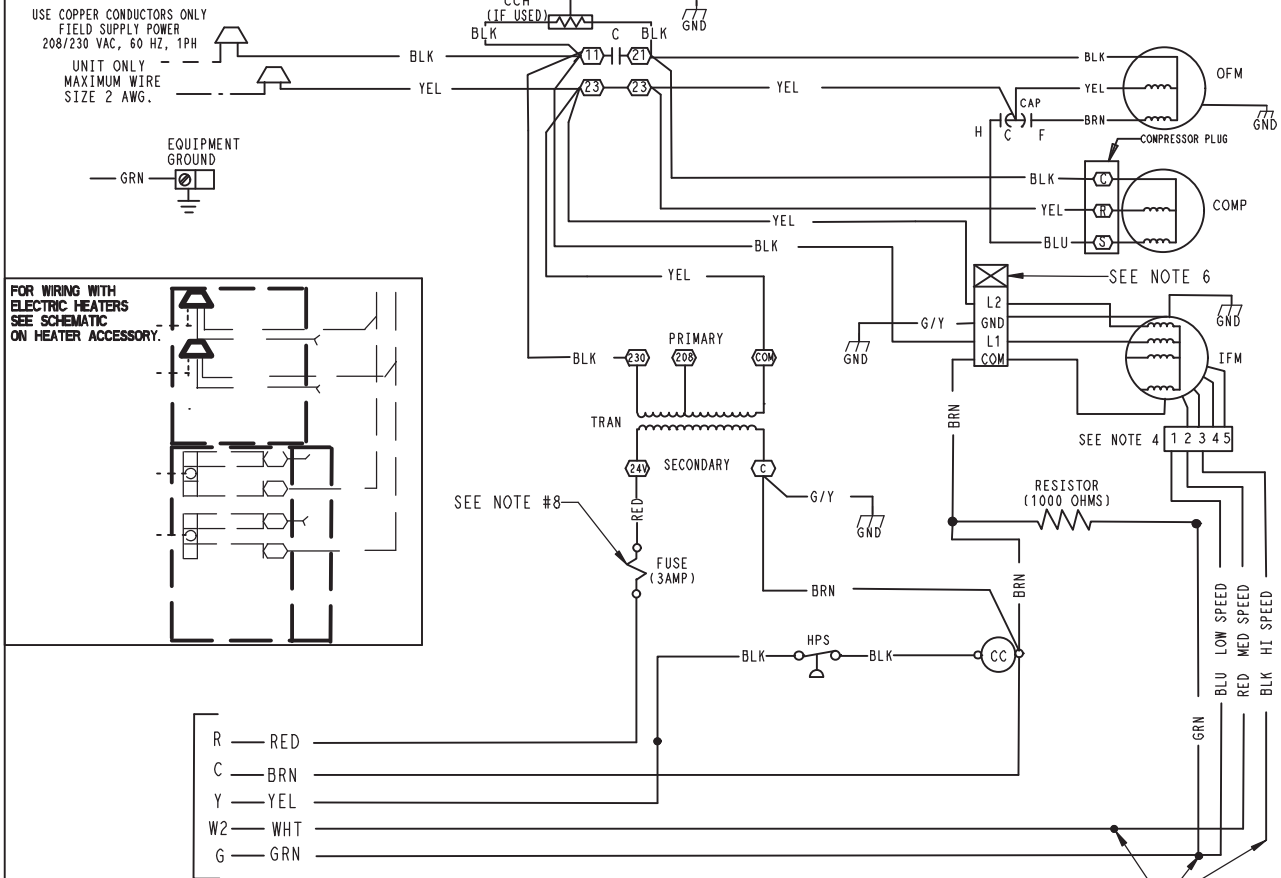 USE COPPER CONDUCTORS ONLY
FIELD SUPPLY POWER
208/230 VAC, 60 HZ, 1PH
UNIT ONLY
MAXIMUM WIRE
SIZE 2 AWG.
CCH
(IF USED)
BLK
C
BLK
GND
BLK
11
21
BLK
OFM
YEL
23
23
YEL
YEL
CAP
H
C
F
BRN
GND
COMPRESSOR PLUG
EQUIPMENT
GROUND
GRN
BLK
C
YEL
R
COMP
BLU
S
YEL
BLK
YEL
SEE NOTE 6
FOR WIRING WITH
ELECTRIC HEATERS
SEE SCHEMATIC
ON HEATER ACCESSORY.
L2
GND
L1
COM
G/Y
GND
GND
IFM
PRIMARY
BLK
230
208
COM
TRAN
BRN
SEE NOTE 4
1 2 3 4 5
24V
SECONDARY
C
RESISTOR
(1000 OHMS)
SEE NOTE #8
RED
G/Y
GND
FUSE
(3AMP)
BRN
BRN
BLU LOW SPEED
RED MED SPEED
BLK HI SPEED
HPS
BLK
BLK
CC
GRN
R RED
C BRN
Y YEL
W2 WHT
G GRN